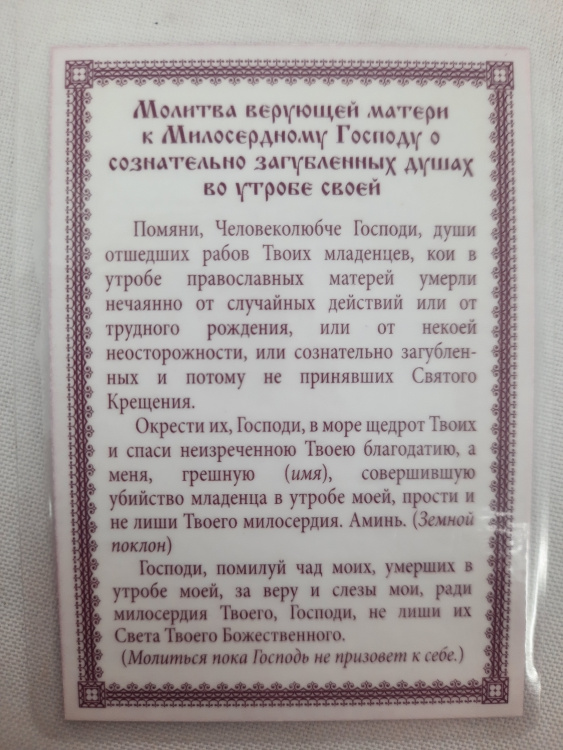 Молитва верующей матери
к Милосердному Господу о
сознательно загубленных душах
во утробе своей
Помяни, Человеколюбче Господи, души
отшедших рабов Твоих младенцев, кои в
утробе православных матерей умерли
нечаянно от случайных действий или от
трудного рождения, или от некоей
неосторожности, или сознательно загублен-
ных и потому не принявших Святого
Крещения.
Окрести их, Господи, в море щедрот Твоих
и спаси неизреченною Твоею благодатию, а
меня, грешную (имя), совершившую
убийство младенца в утробе моей, прости и
не лиши Твоего милосердия. Аминь. (Земной
поклон)
Господи, помилуй чад моих, умерших в
утробе моей, за веру и слезы мои, ради
милосердия Твоего, Господи, не лиши их
Света Твоего Божественного.
(Молиться пока Господь не призовет к себе.)